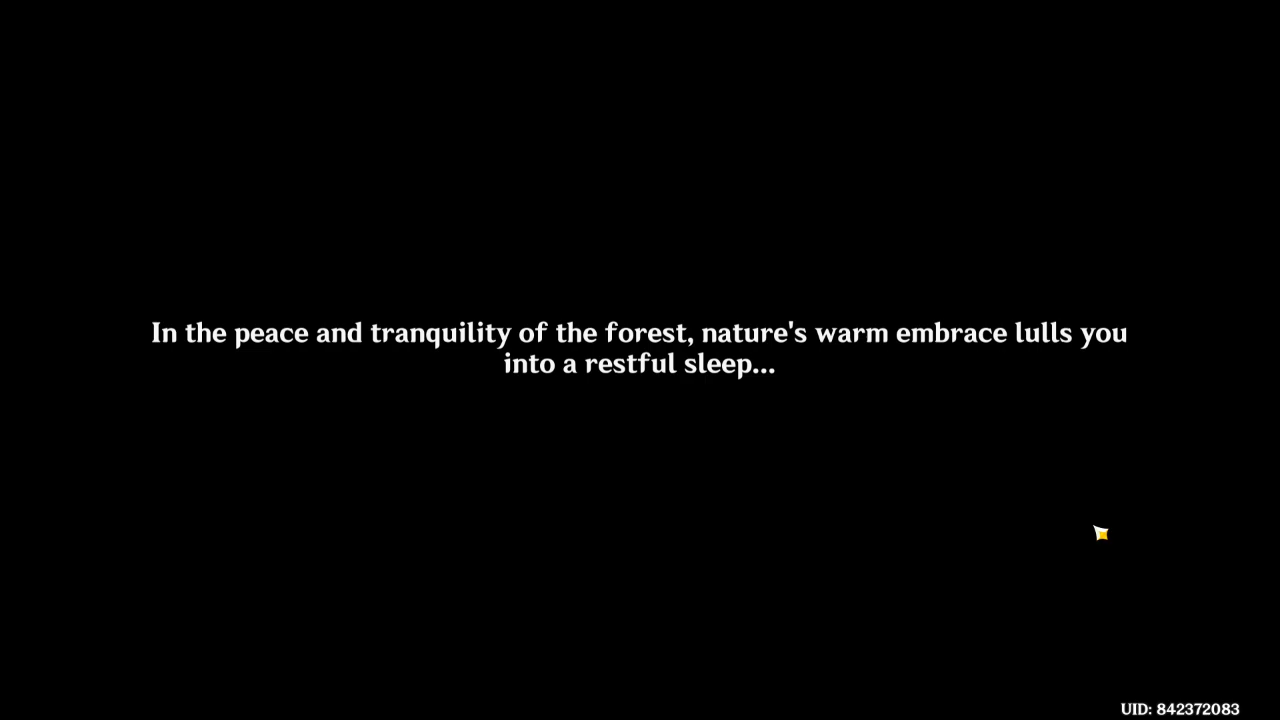 In the peace and tranquility of the forest, nature's warm embrace lulls you
into a restful sleep...
UID: 842372083